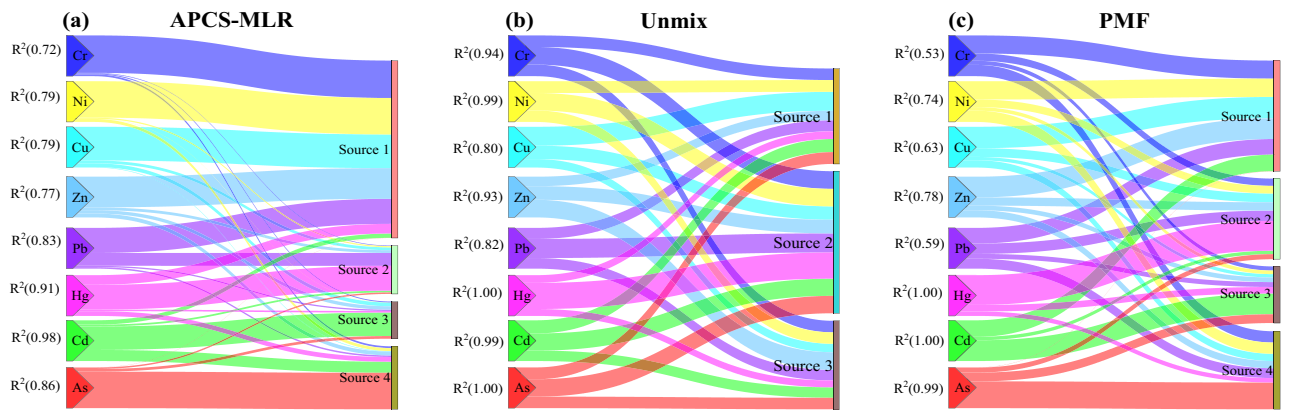 (a) APCS-MLR
R²(0.72) Cr
R²(0.79) Ni
R²(0.79) Cu
R²(0.77) Zn
R²(0.83) Pb
R²(0.91) Hg
R²(0.98) Cd
R²(0.86) As
Source 1
Source 2
Source 3
Source 4
(b) Unmix
R²(0.94) Cr
R²(0.99) Ni
R²(0.80) Cu
R²(0.93) Zn
R²(0.82) Pb
R²(1.00) Hg
R²(0.99) Cd
R²(1.00) As
Source 1
Source 2
Source 3
(c) PMF
R²(0.53) Cr
R²(0.74) Ni
R²(0.63) Cu
R²(0.78) Zn
R²(0.59) Pb
R²(1.00) Hg
R²(1.00) Cd
R²(0.99) As
Source 1
Source 2
Source 3
Source 4